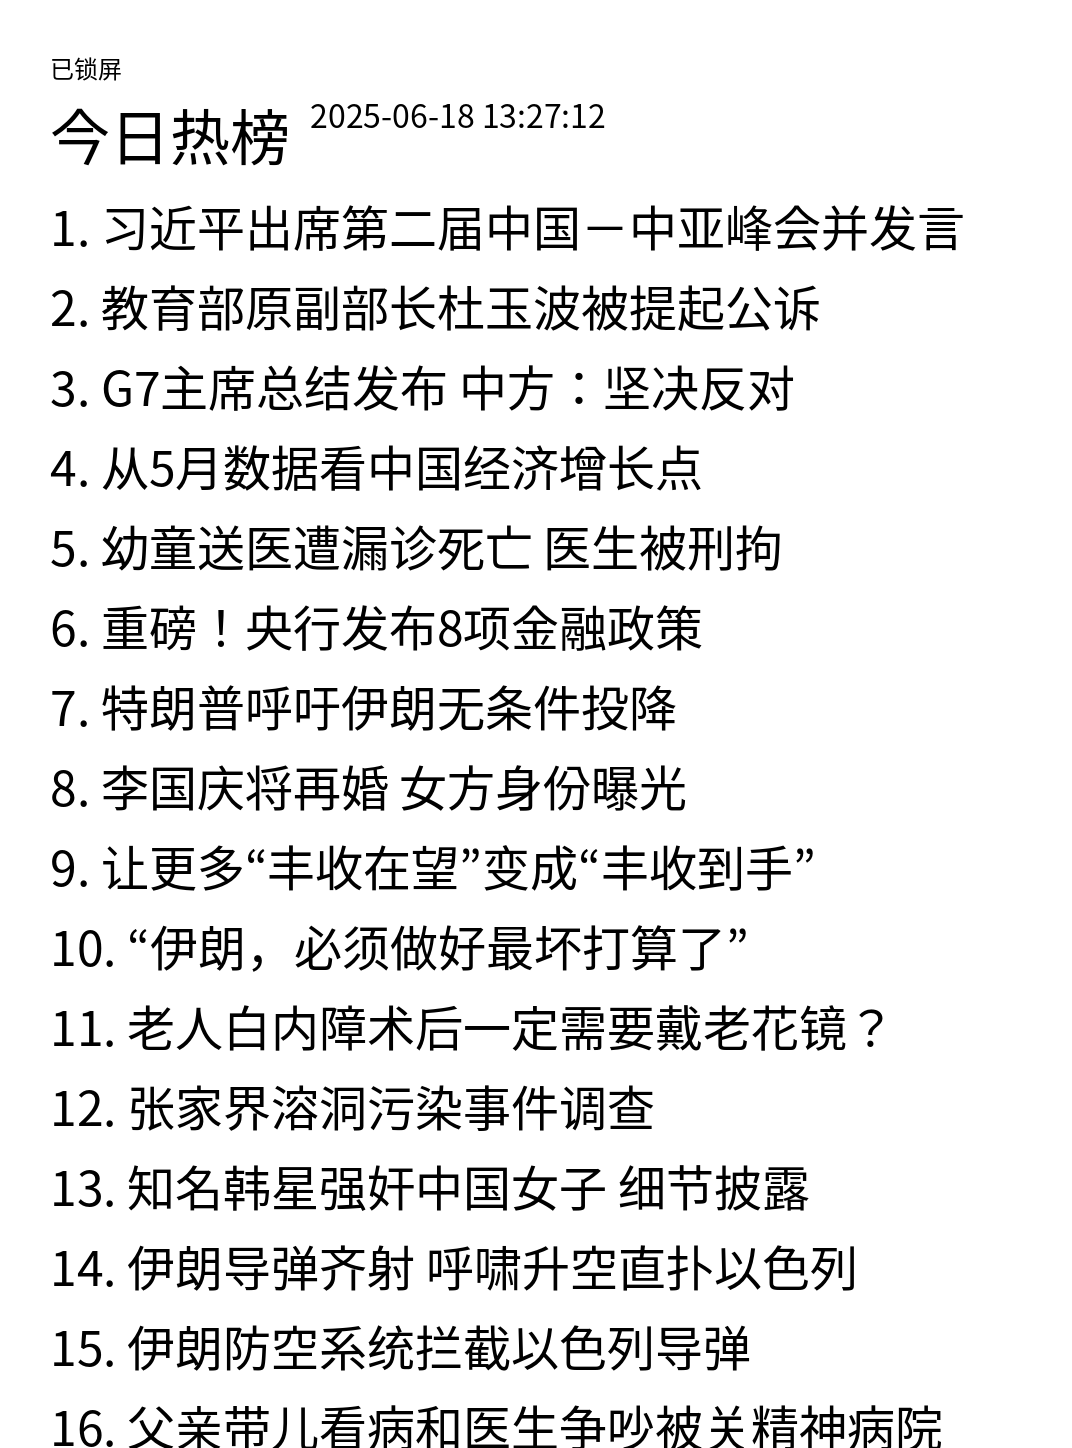 已锁屏
今日热榜 2025-06-18 13:27:12
1. 习近平出席第二届中国－中亚峰会并发言
2. 教育部原副部长杜玉波被提起公诉
3. G7主席总结发布 中方：坚决反对
4. 从5月数据看中国经济增长点
5. 幼童送医遭漏诊死亡 医生被刑拘
6. 重磅！央行发布8项金融政策
7. 特朗普呼吁伊朗无条件投降
8. 李国庆将再婚 女方身份曝光
9. 让更多“丰收在望”变成“丰收到手”
10. “伊朗，必须做好最坏打算了”
11. 老人白内障术后一定需要戴老花镜？
12. 张家界溶洞污染事件调查
13. 知名韩星强奸中国女子 细节披露
14. 伊朗导弹齐射 呼啸升空直扑以色列
15. 伊朗防空系统拦截以色列导弹
16. 父亲带儿看病和医生争吵被关精神病院